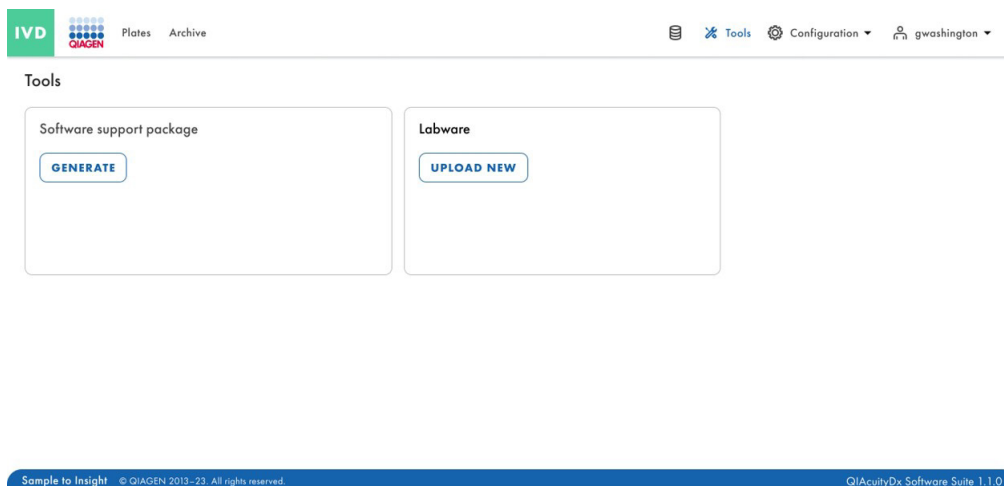 IVD QIAGEN Plates Archive Tools Configuration gwashington
Tools
Software support package Labware
GENERATE UPLOAD NEW
Sample to Insight © QIAGEN 2013–23. All rights reserved. QIAcuityDx Software Suite 1.1.0